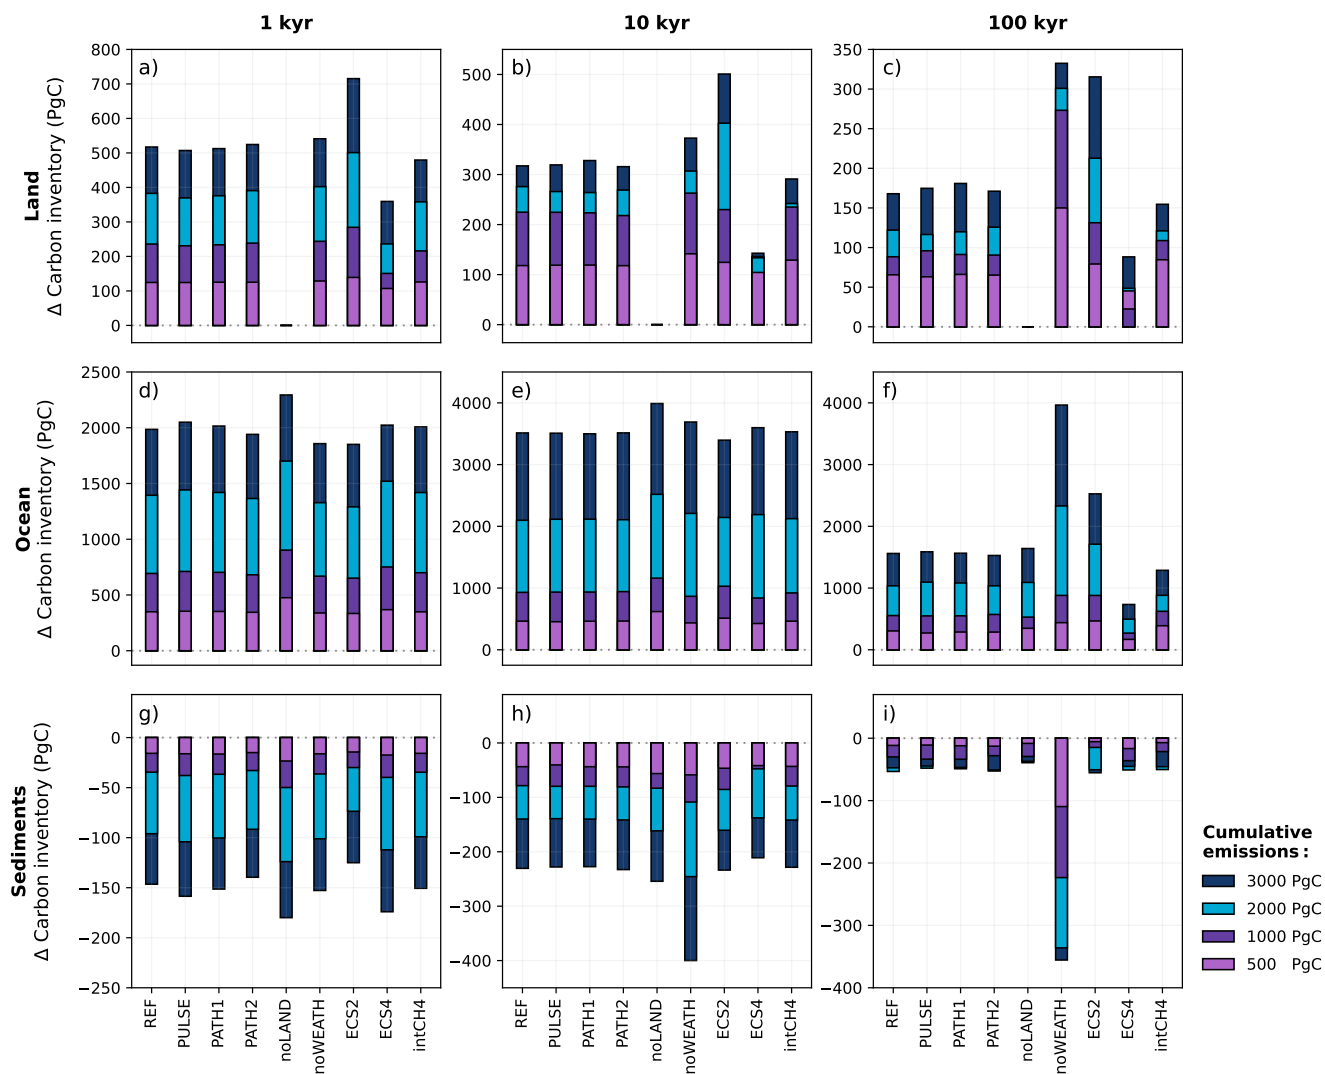 1 kyr
10 kyr
100 kyr
Land
Δ Carbon inventory (PgC)
a)
800
700
600
500
400
300
200
100
0
b)
500
400
300
200
100
0
c)
350
300
250
200
150
100
50
0
Ocean
Δ Carbon inventory (PgC)
d)
2500
2000
1500
1000
500
0
e)
4000
3000
2000
1000
0
f)
4000
3000
2000
1000
0
Sediments
Δ Carbon inventory (PgC)
g)
0
−50
−100
−150
−200
−250
h)
0
−100
−200
−300
−400
i)
0
−100
−200
−300
−400
REF
PULSE
PATH1
PATH2
noLAND
noWEATH
ECS2
ECS4
intCH4
REF
PULSE
PATH1
PATH2
noLAND
noWEATH
ECS2
ECS4
intCH4
REF
PULSE
PATH1
PATH2
noLAND
noWEATH
ECS2
ECS4
intCH4
Cumulative
emissions:
3000 PgC
2000 PgC
1000 PgC
500 PgC